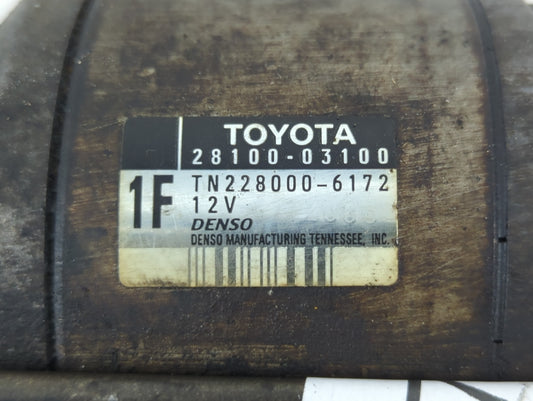 TOYOTA
28100-03100
1F
TN228000-6172
12V
DENSO
DENSO MANUFACTURING TENNESSEE, INC.